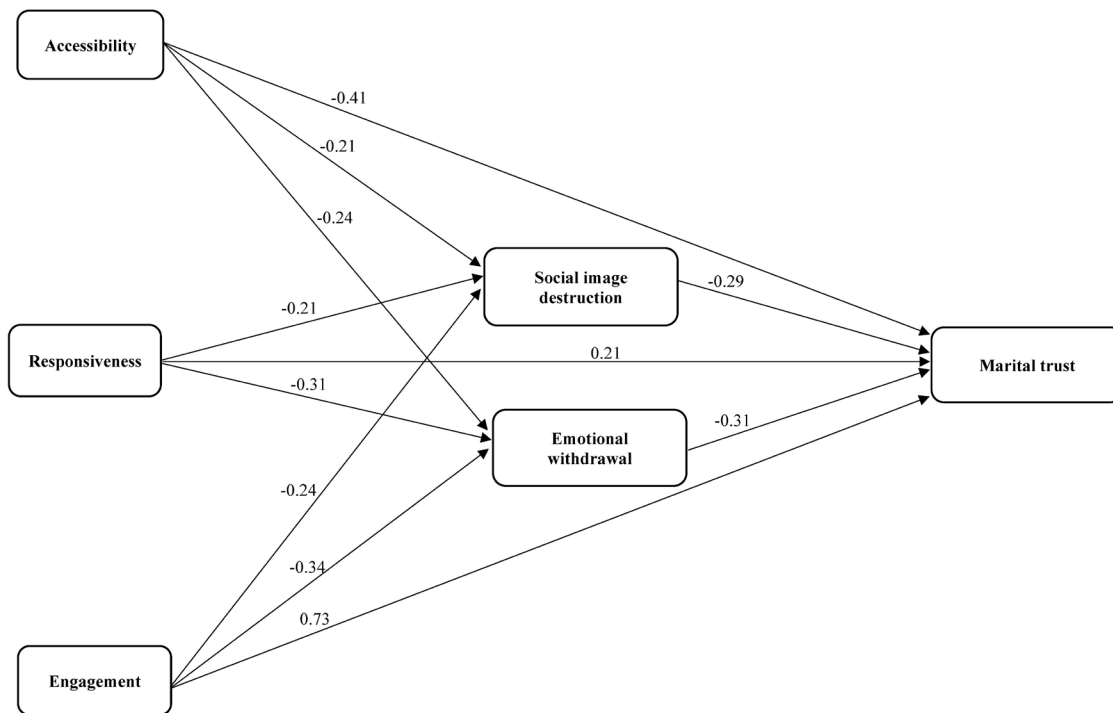 Accessibility
-0.41
-0.21
-0.24
Social image
destruction
-0.29
-0.21
0.21
Responsiveness
Marital trust
-0.31
Emotional
withdrawal
-0.31
-0.24
-0.34
0.73
Engagement